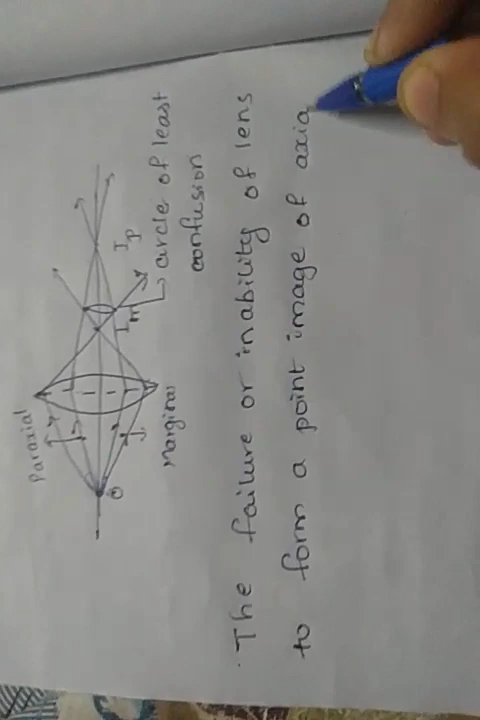 Paraxial
O
Marginal
Im
Ip
circle of least
confusion
The failure or inability of lens
to form a point image of axia